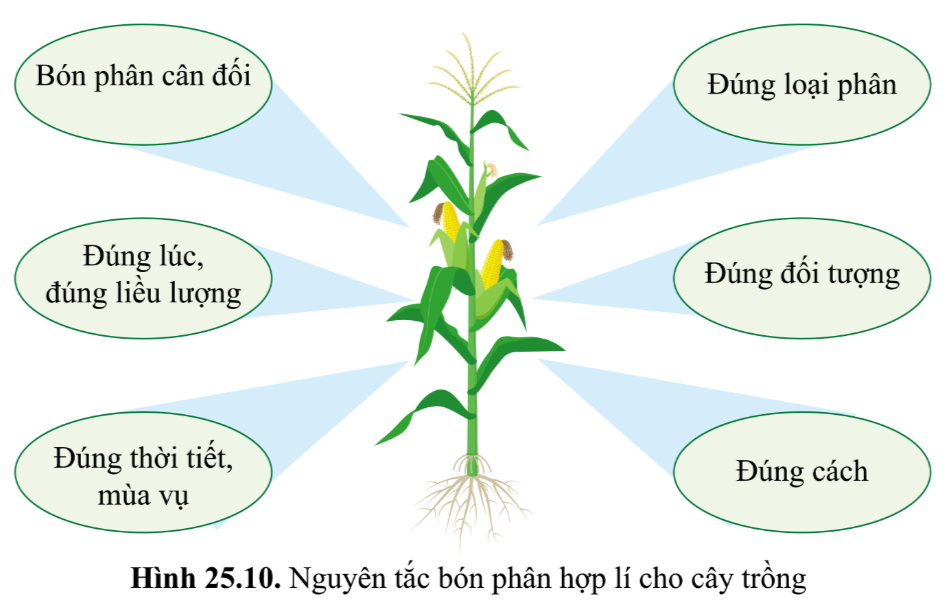 Bón phân cân đối
Đúng loại phân
Đúng lúc,
đúng liều lượng
Đúng đối tượng
Đúng thời tiết,
mùa vụ
Đúng cách
Hình 25.10. Nguyên tắc bón phân hợp lí cho cây trồng